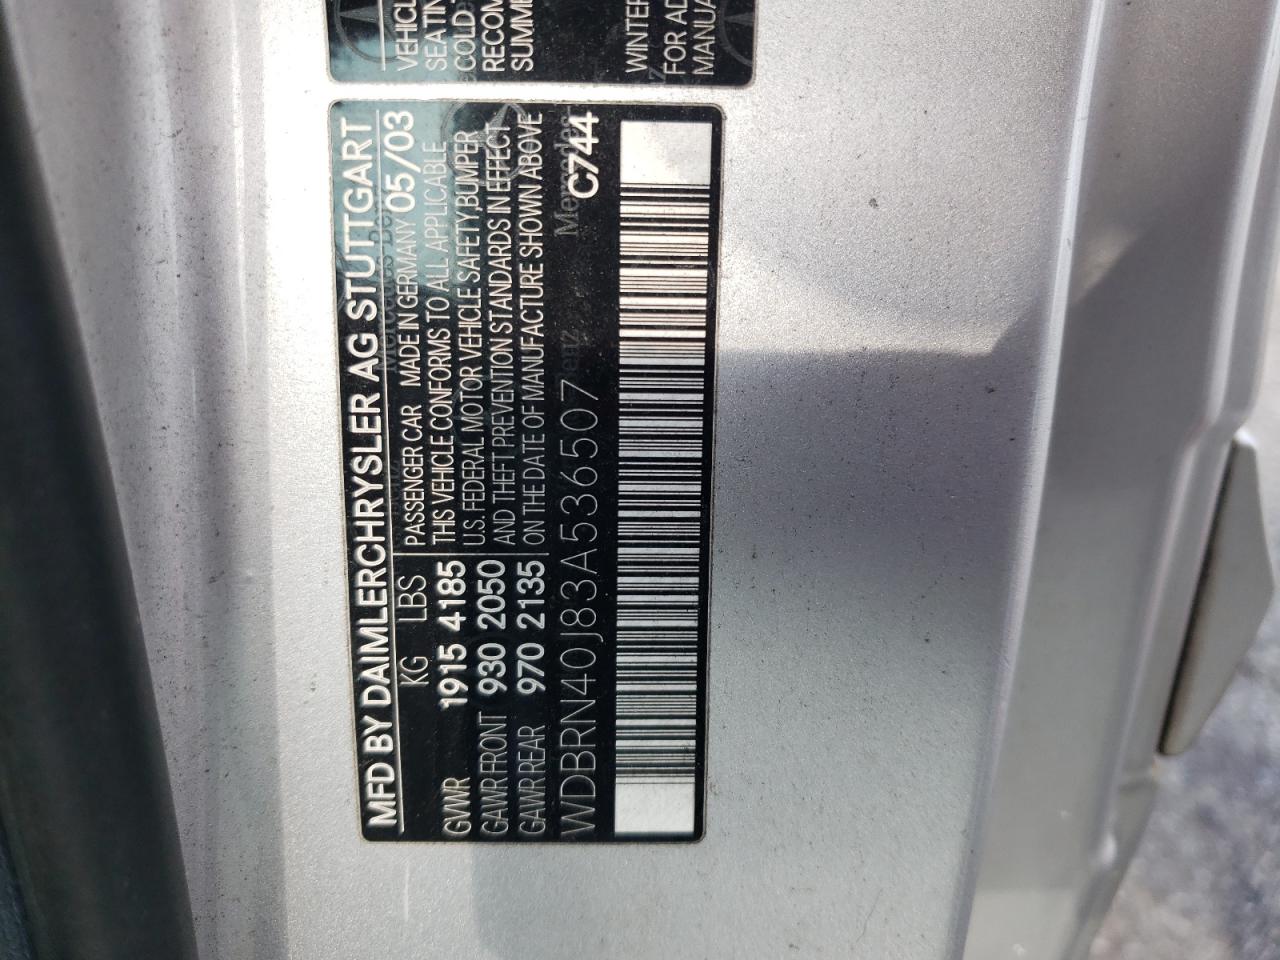 VEHICL
SEATIN
COLD T
RECOM
SUMME
WINTER
FOR AD
MANUA
MFD BY DAIMLERCHRYSLER AG STUTTGART
KG LBS PASSENGER CAR MADE IN GERMANY 05/03
GVWR 1915 4185 THIS VEHICLE CONFORMS TO ALL APPLICABLE
GAWR FRONT 930 2050 U.S. FEDERAL MOTOR VEHICLE SAFETY,BUMPER
AND THEFT PREVENTION STANDARDS IN EFFECT
GAWR REAR 970 2135 ON THE DATE OF MANUFACTURE SHOWN ABOVE
WDBRN40J83A536507 C744
Mercedes-Benz